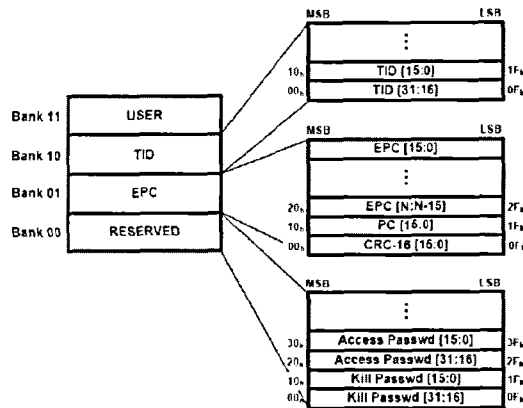 MSB LSB
10h TID [15:0] 1Fh
00h TID [31:16] 0Fh
Bank 11 USER
Bank 10 TID
Bank 01 EPC
Bank 00 RESERVED
MSB LSB
EPC [15:0]
20h EPC [N:N-15] 2Fh
10h PC [15:0] 1Fh
00h CRC-16 [15:0] 0Fh
MSB LSB
30h Access Passwd [15:0] 3Fh
20h Access Passwd [31:16] 2Fh
10h Kill Passwd [15:0] 1Fh
00h Kill Passwd [31:16] 0Fh